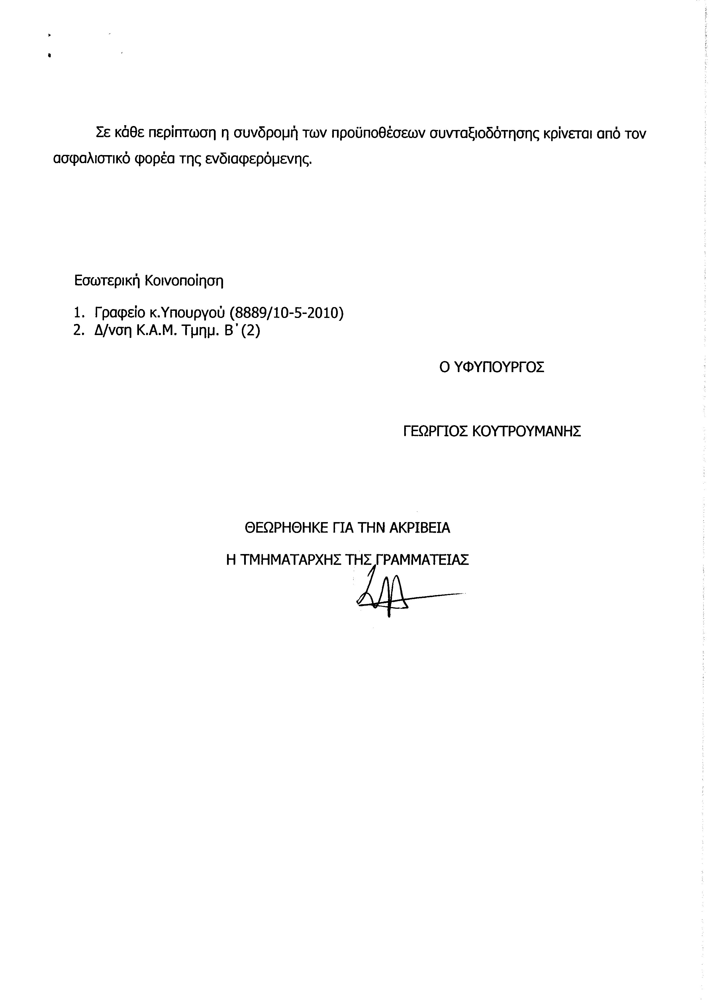 Σε κάθε περίπτωση η συνδρομή των προϋποθέσεων συνταξιοδότησης κρίνεται από τον
ασφαλιστικό φορέα της ενδιαφερόμενης.
Εσωτερική Κοινοποίηση
1. Γραφείο κ.Υπουργού (8889/10-5-2010)
2. Δ/νση Κ.Α.Μ. Τμημ. Β΄(2)
Ο ΥΦΥΠΟΥΡΓΟΣ
ΓΕΩΡΓΙΟΣ ΚΟΥΤΡΟΥΜΑΝΗΣ
ΘΕΩΡΗΘΗΚΕ ΓΙΑ ΤΗΝ ΑΚΡΙΒΕΙΑ
Η ΤΜΗΜΑΤΑΡΧΗΣ ΤΗΣ ΓΡΑΜΜΑΤΕΙΑΣ